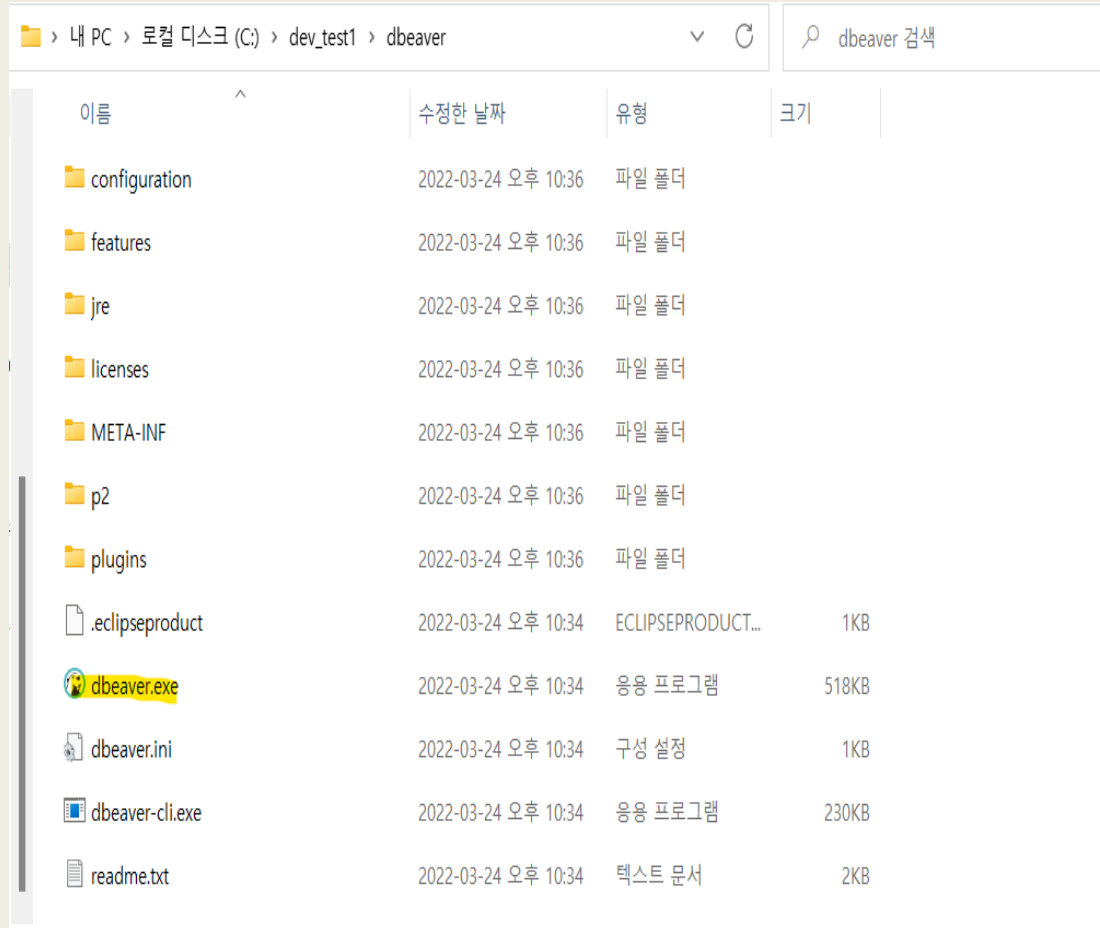 내 PC › 로컬 디스크 (C:) › dev_test1 › dbeaver
dbeaver 검색
이름 수정한 날짜 유형 크기
configuration 2022-03-24 오후 10:36 파일 폴더
features 2022-03-24 오후 10:36 파일 폴더
jre 2022-03-24 오후 10:36 파일 폴더
licenses 2022-03-24 오후 10:36 파일 폴더
META-INF 2022-03-24 오후 10:36 파일 폴더
p2 2022-03-24 오후 10:36 파일 폴더
plugins 2022-03-24 오후 10:36 파일 폴더
.eclipseproduct 2022-03-24 오후 10:34 ECLIPSEPRODUCT... 1KB
dbeaver.exe 2022-03-24 오후 10:34 응용 프로그램 518KB
dbeaver.ini 2022-03-24 오후 10:34 구성 설정 1KB
dbeaver-cli.exe 2022-03-24 오후 10:34 응용 프로그램 230KB
readme.txt 2022-03-24 오후 10:34 텍스트 문서 2KB